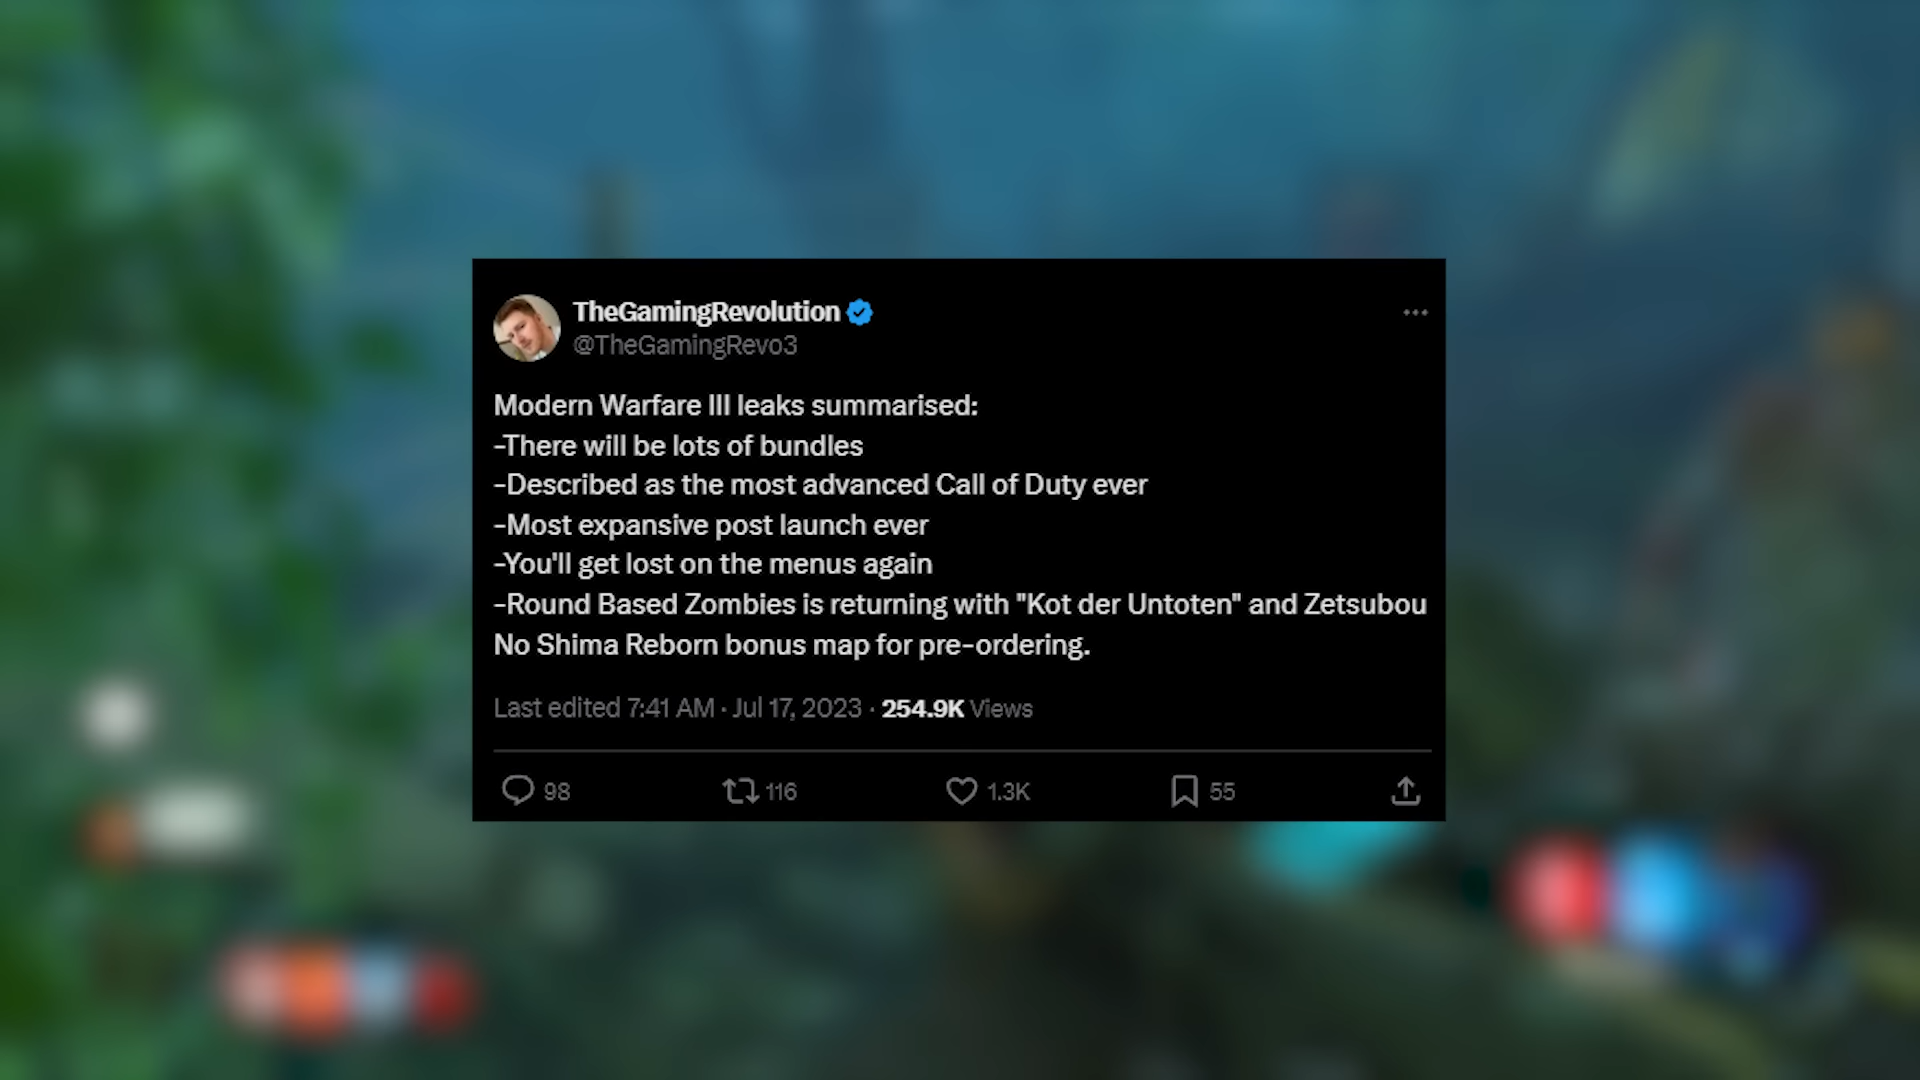 TheGamingRevolution
@TheGamingRevo3
Modern Warfare III leaks summarised:
-There will be lots of bundles
-Described as the most advanced Call of Duty ever
-Most expansive post launch ever
-You'll get lost on the menus again
-Round Based Zombies is returning with "Kot der Untoten" and Zetsubou
No Shima Reborn bonus map for pre-ordering.
Last edited 7:41 AM · Jul 17, 2023 · 254.9K Views
98 116 1.3K 55